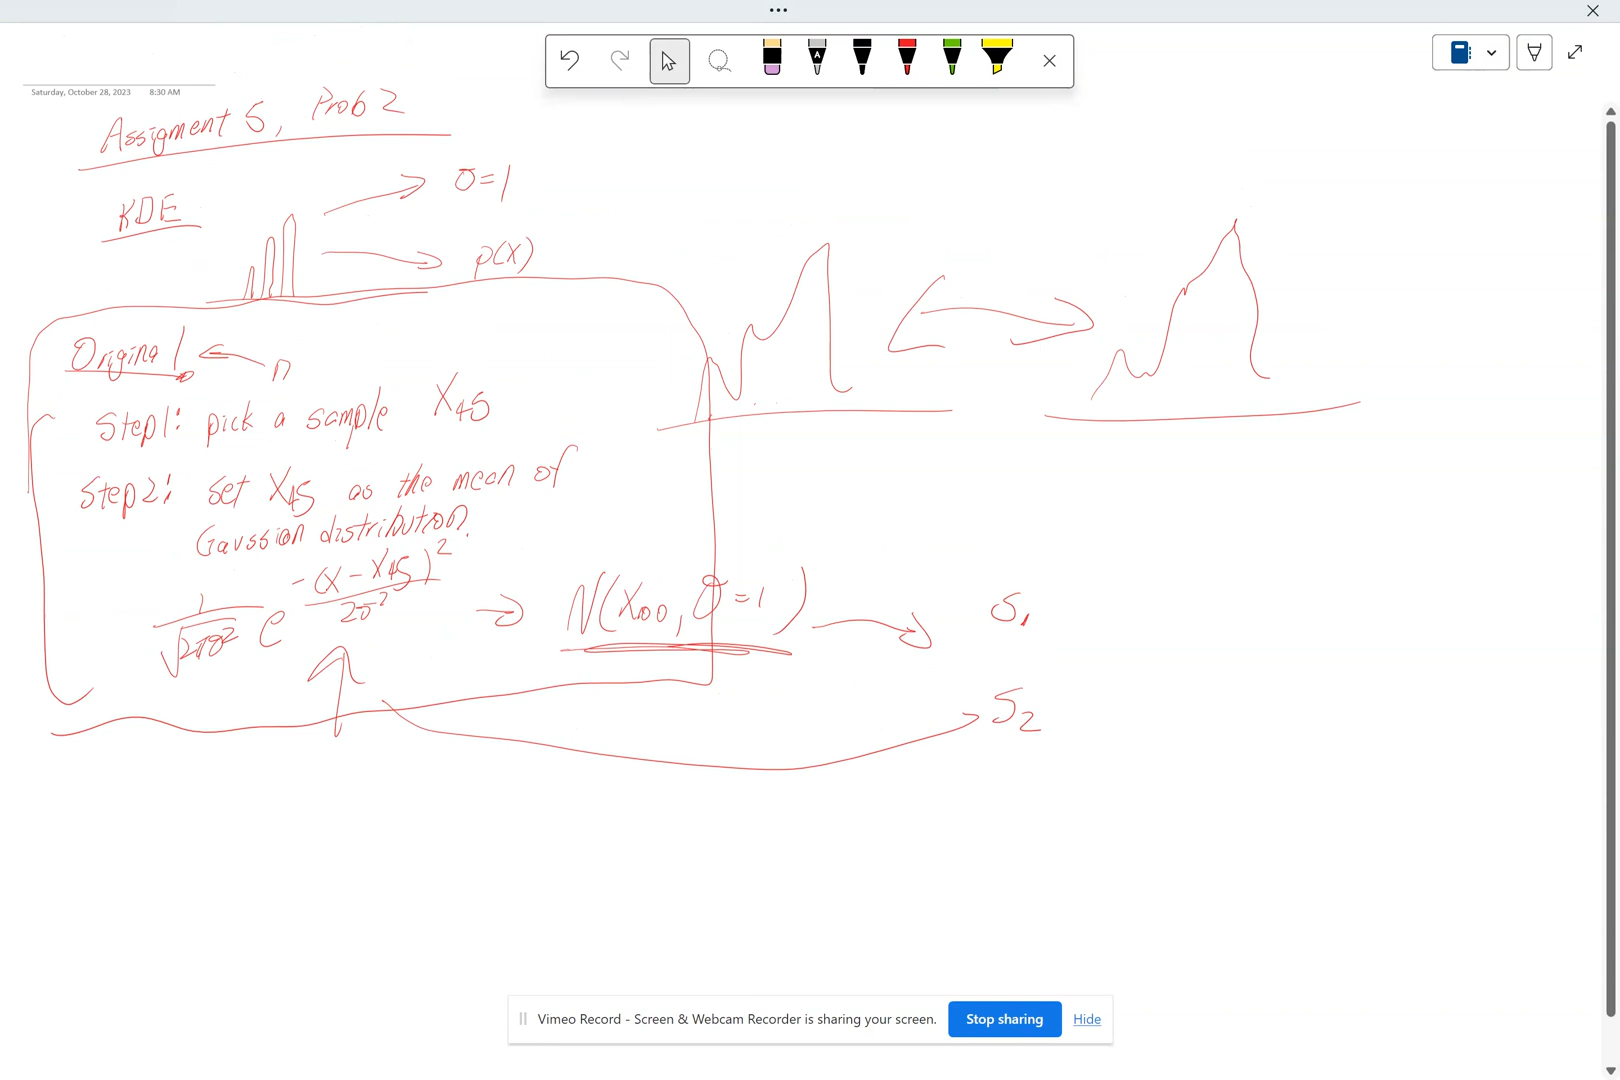 Saturday, October 28, 2023 8:30 AM
Assigment 5, Prob 2
KDE
σ=1
p(x)
Original
n
Step1: pick a sample X45
Step2: set X45 as the mean of
Gaussian distribution.
1/√2πσ² e -(x-X45)²/2σ²
N(X100, σ=1)
S1
S2
Vimeo Record - Screen & Webcam Recorder is sharing your screen.
Stop sharing
Hide